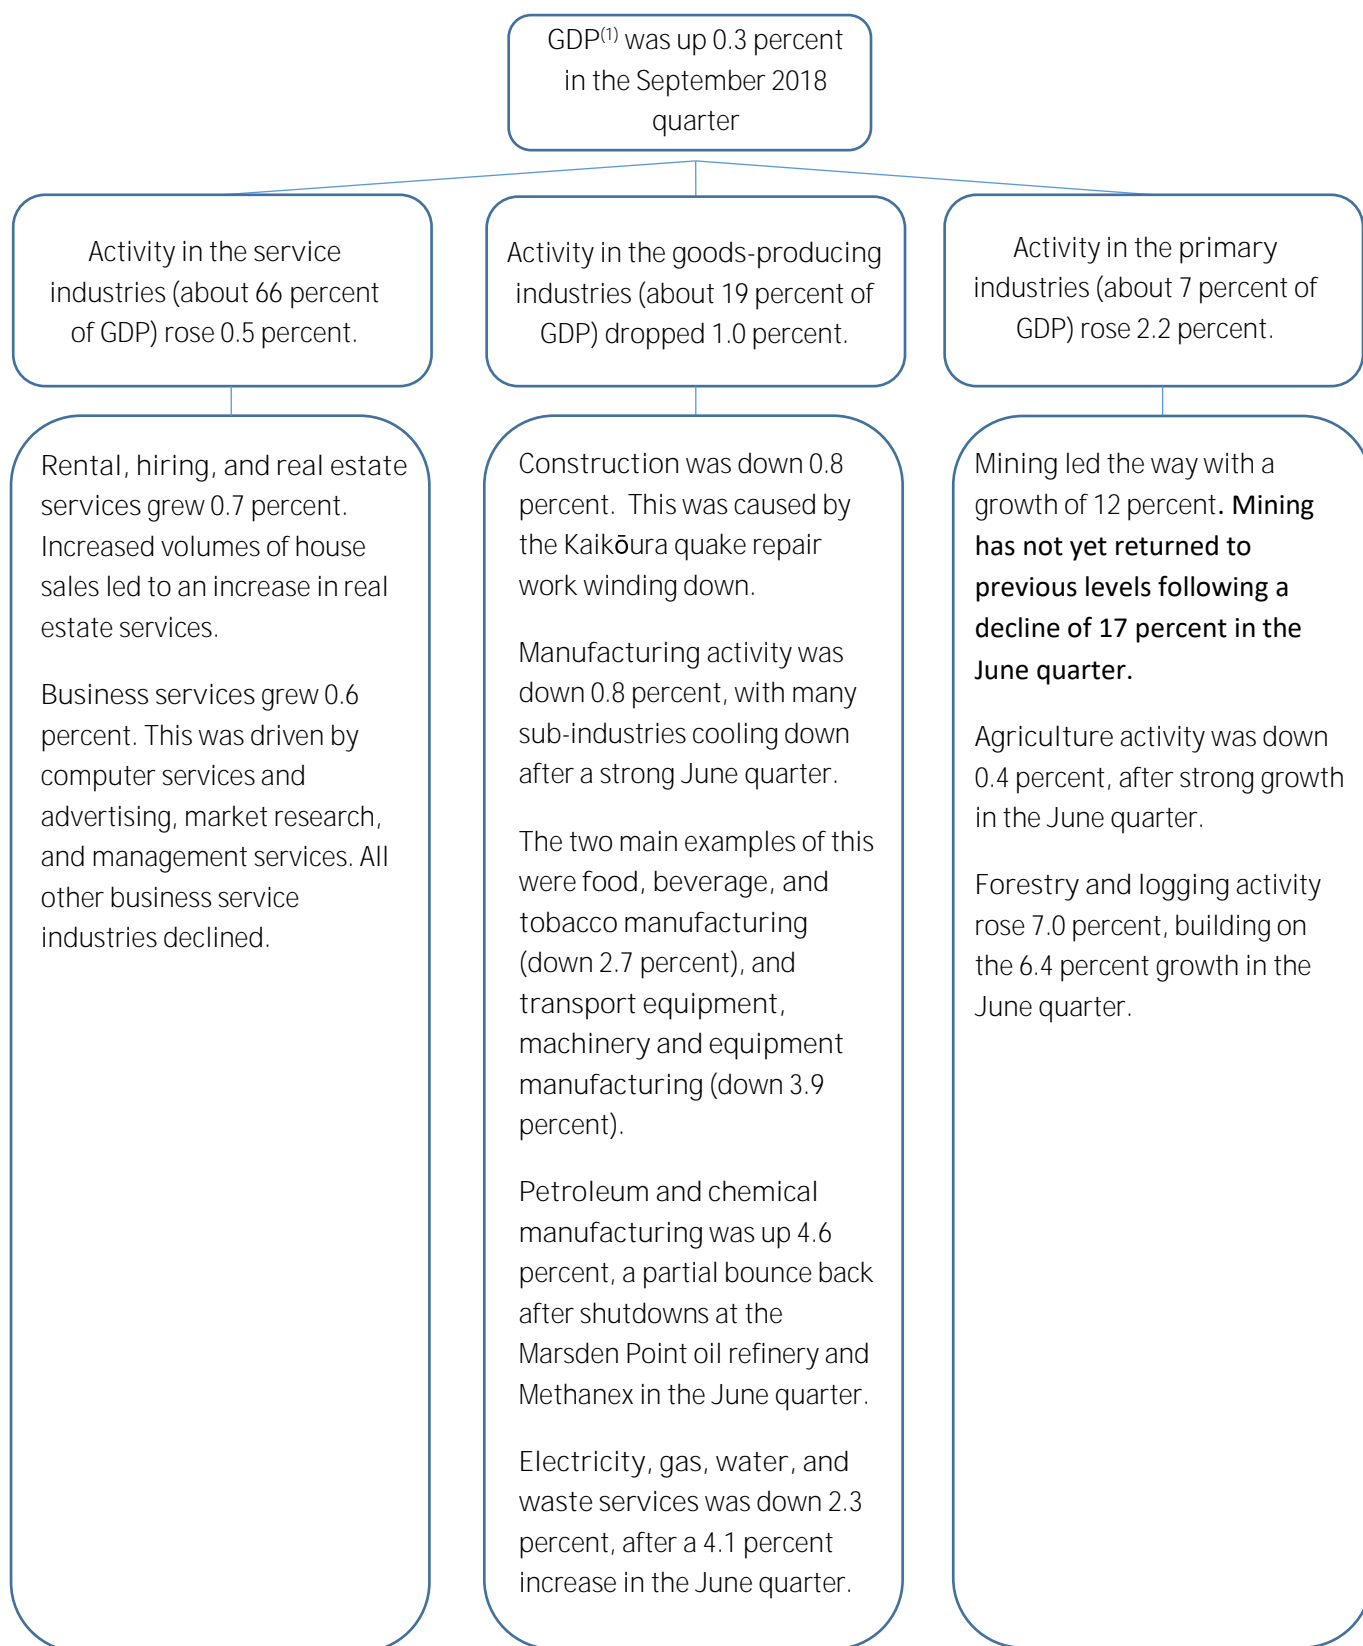 GDP(1) was up 0.3 percent
in the September 2018
quarter
Activity in the service
industries (about 66 percent
of GDP) rose 0.5 percent.
Activity in the goods-producing
industries (about 19 percent of
GDP) dropped 1.0 percent.
Activity in the primary
industries (about 7 percent of
GDP) rose 2.2 percent.
Rental, hiring, and real estate
services grew 0.7 percent.
Increased volumes of house
sales led to an increase in real
estate services.
Business services grew 0.6
percent. This was driven by
computer services and
advertising, market research,
and management services. All
other business service
industries declined.
Construction was down 0.8
percent.  This was caused by
the Kaikōura quake repair
work winding down.
Manufacturing activity was
down 0.8 percent, with many
sub-industries cooling down
after a strong June quarter.
The two main examples of this
were food, beverage, and
tobacco manufacturing
(down 2.7 percent), and
transport equipment,
machinery and equipment
manufacturing (down 3.9
percent).
Petroleum and chemical
manufacturing was up 4.6
percent, a partial bounce back
after shutdowns at the
Marsden Point oil refinery and
Methanex in the June quarter.
Electricity, gas, water, and
waste services was down 2.3
percent, after a 4.1 percent
increase in the June quarter.
Mining led the way with a
growth of 12 percent. Mining
has not yet returned to
previous levels following a
decline of 17 percent in the
June quarter.
Agriculture activity was down
0.4 percent, after strong growth
in the June quarter.
Forestry and logging activity
rose 7.0 percent, building on
the 6.4 percent growth in the
June quarter.